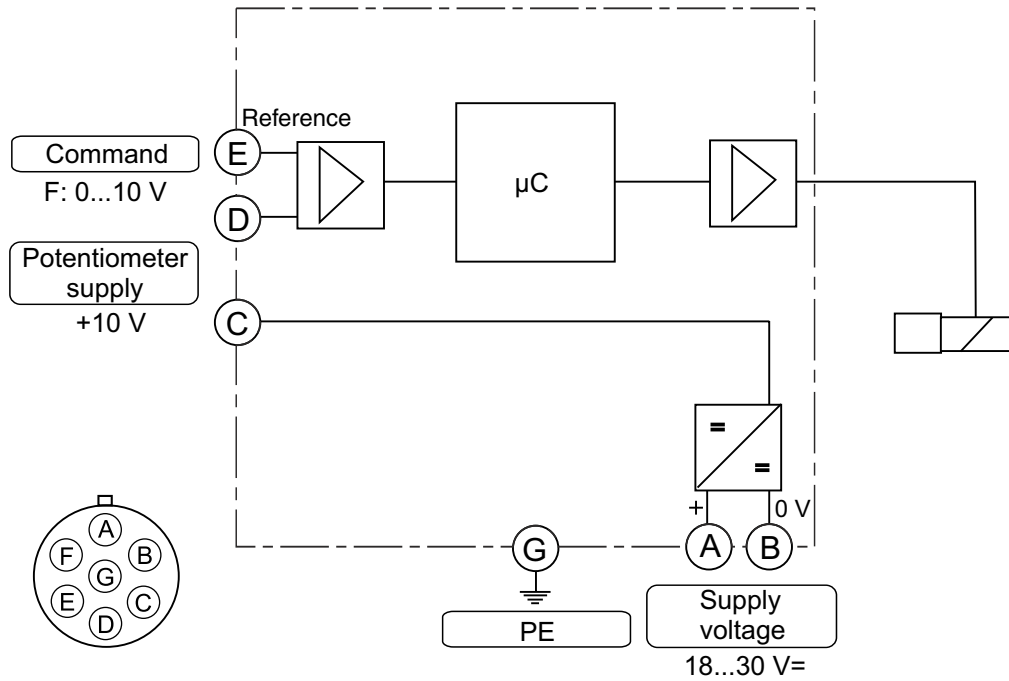 Reference
E
Command
F: 0...10 V
D
µC
Potentiometer
supply
+10 V
C
=
=
+
0 V
G
A
B
PE
Supply
voltage
18...30 V=
A
F
B
G
E
C
D